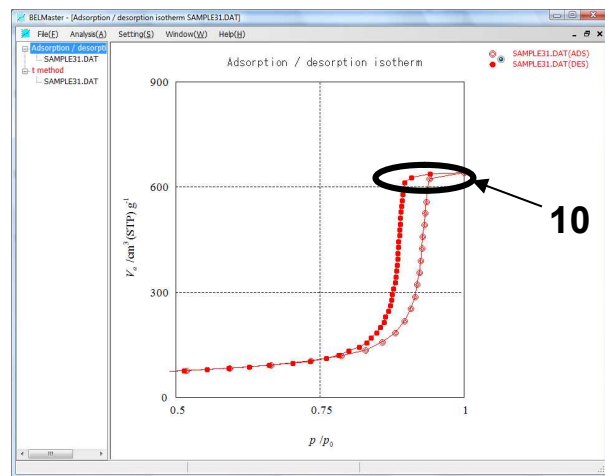 BELMaster - [Adsorption / desorption isotherm SAMPLE31.DAT]
File(F) Analysis(A) Setting(S) Window(W) Help(H)
Adsorption / desorpti
SAMPLE31.DAT
t method
SAMPLE31.DAT
Adsorption / desorption isotherm
SAMPLE31.DAT(ADS)
SAMPLE31.DAT(DES)
900
600
300
0
Va /cm3(STP) g-1
0.5
0.75
1
p/p0
10